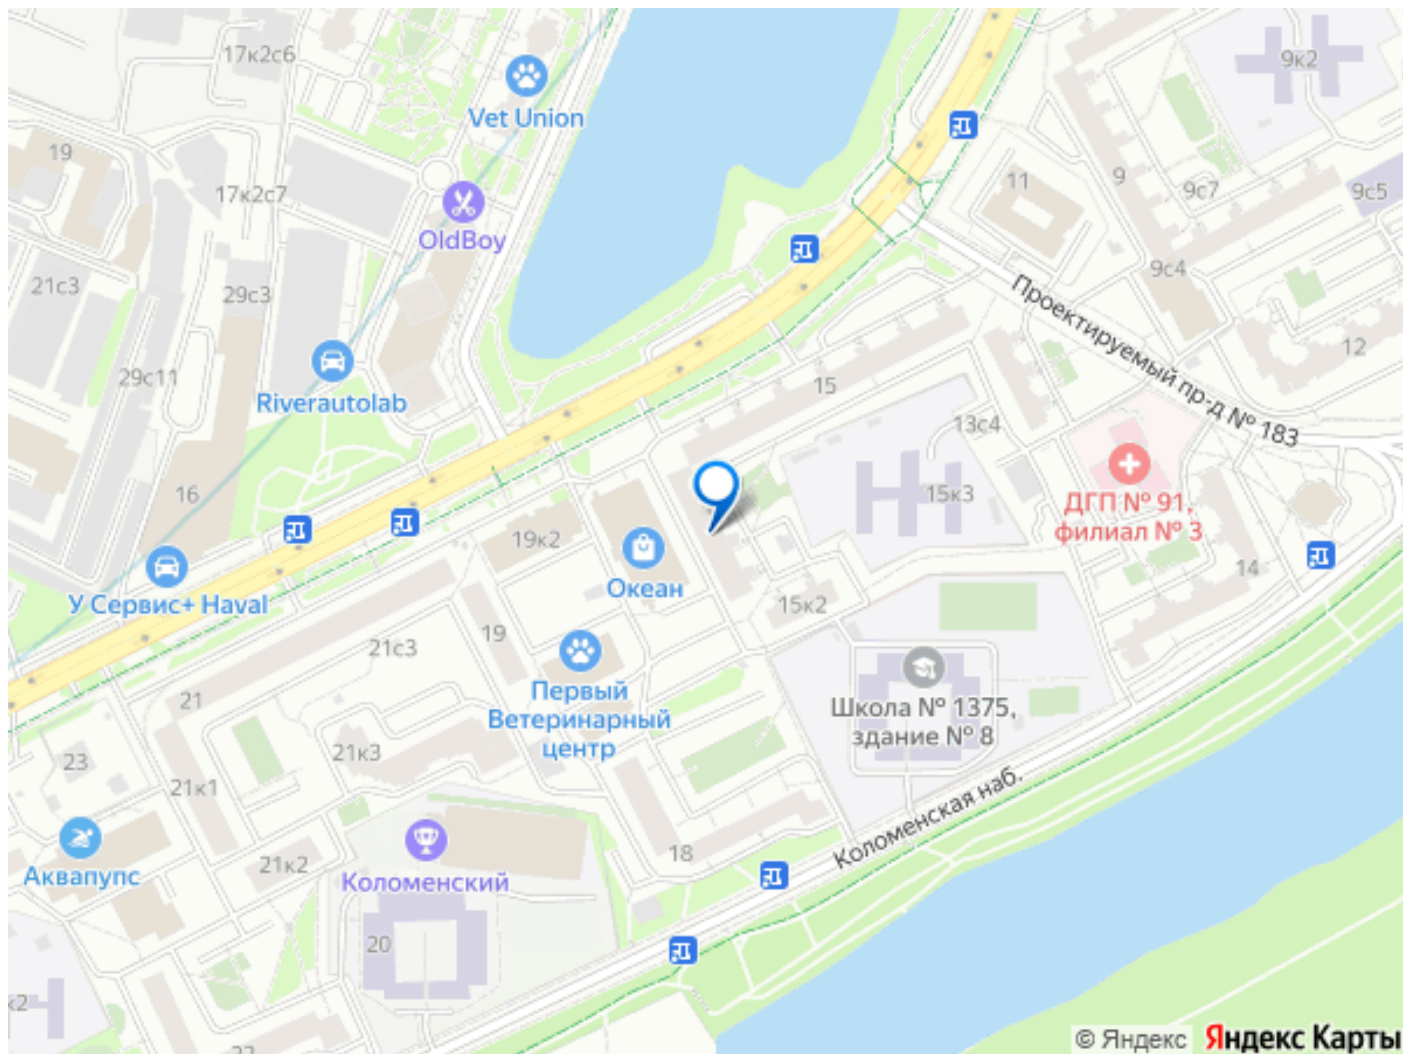 17к2с6
9к2
Vet Union
19
17к2с7
11
9
9с7
9с5
OldBoy
21с3
29с3
9с4
Проектируемый пр-д № 183
29с11
Riverautolab
15
12
13с4
16
15к3
ДГП № 91,
филиал № 3
19к2
Океан
У Сервис+ Haval
15к2
14
19
21с3
21
Первый
Ветеринарный
центр
Школа № 1375,
здание № 8
21к3
23
21к1
Коломенская наб.
Аквапупс
21к2
Коломенский
18
20
к2
22
© Яндекс Яндекс Карты